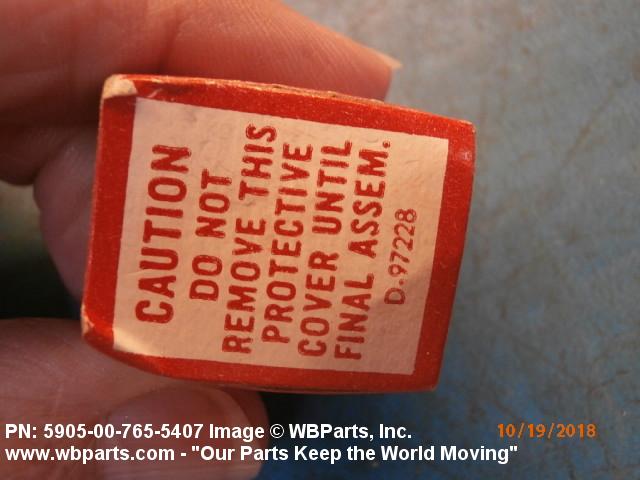 CAUTION
DO NOT
REMOVE THIS
PROTECTIVE
COVER UNTIL
FINAL ASSEM.
D-97228
PN: 5905-00-765-5407 Image © WBParts, Inc.
10/19/2018
www.wbparts.com - "Our Parts Keep the World Moving"